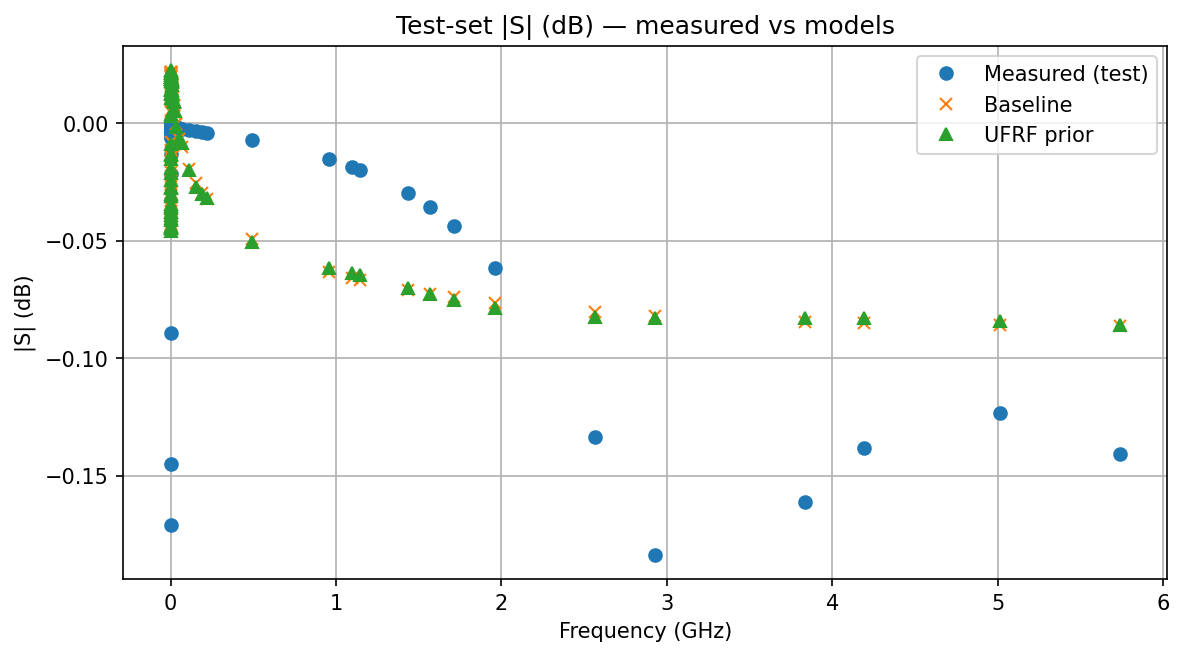 Test-set |S| (dB) — measured vs models
Measured (test)
Baseline
UFRF prior
|S| (dB)
0.00
−0.05
−0.10
−0.15
0 1 2 3 4 5 6
Frequency (GHz)